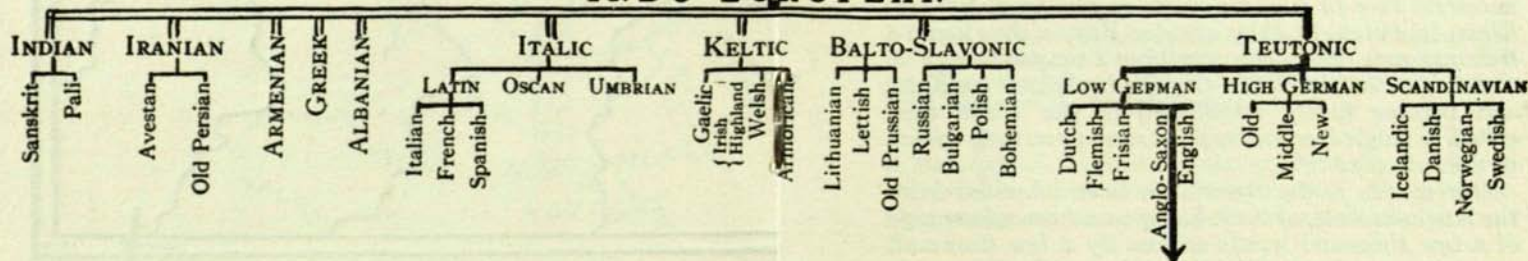 INDIAN IRANIAN ARMENIAN GREEK ALBANIAN ITALIC KELTIC BALTO-SLAVONIC TEUTONIC
LATIN OSCAN UMBRIAN LOW GERMAN HIGH GERMAN SCANDINAVIAN
Sanskrit
Pali
Avestan
Old Persian
Italian
French
Spanish
Gaelic
{Irish
{Highland
Welsh
Armorican
Lithuanian
Lettish
Old Prussian
Russian
Bulgarian
Polish
Bohemian
Dutch
Flemish
Frisian
Anglo-Saxon
English
Old
Middle
New
Icelandic
Danish
Norwegian
Swedish